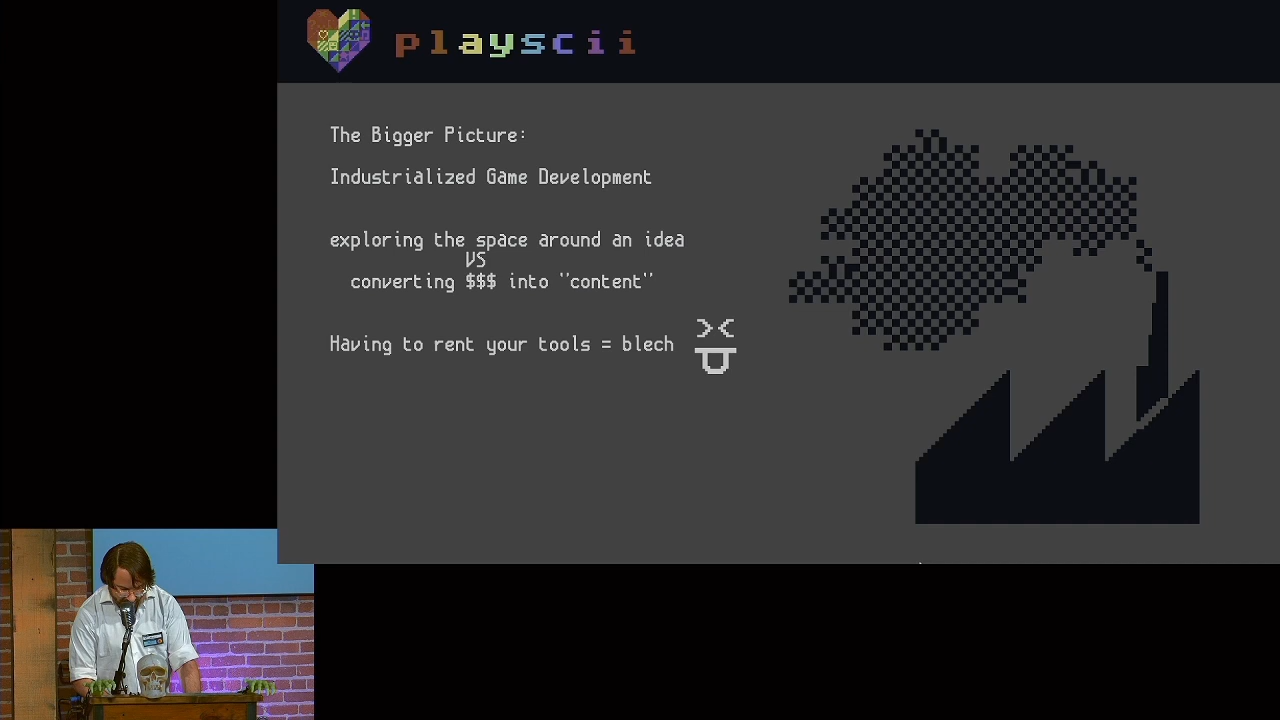 playscii
The Bigger Picture:
Industrialized Game Development
exploring the space around an idea
VS
converting $$$ into "content"
Having to rent your tools = blech